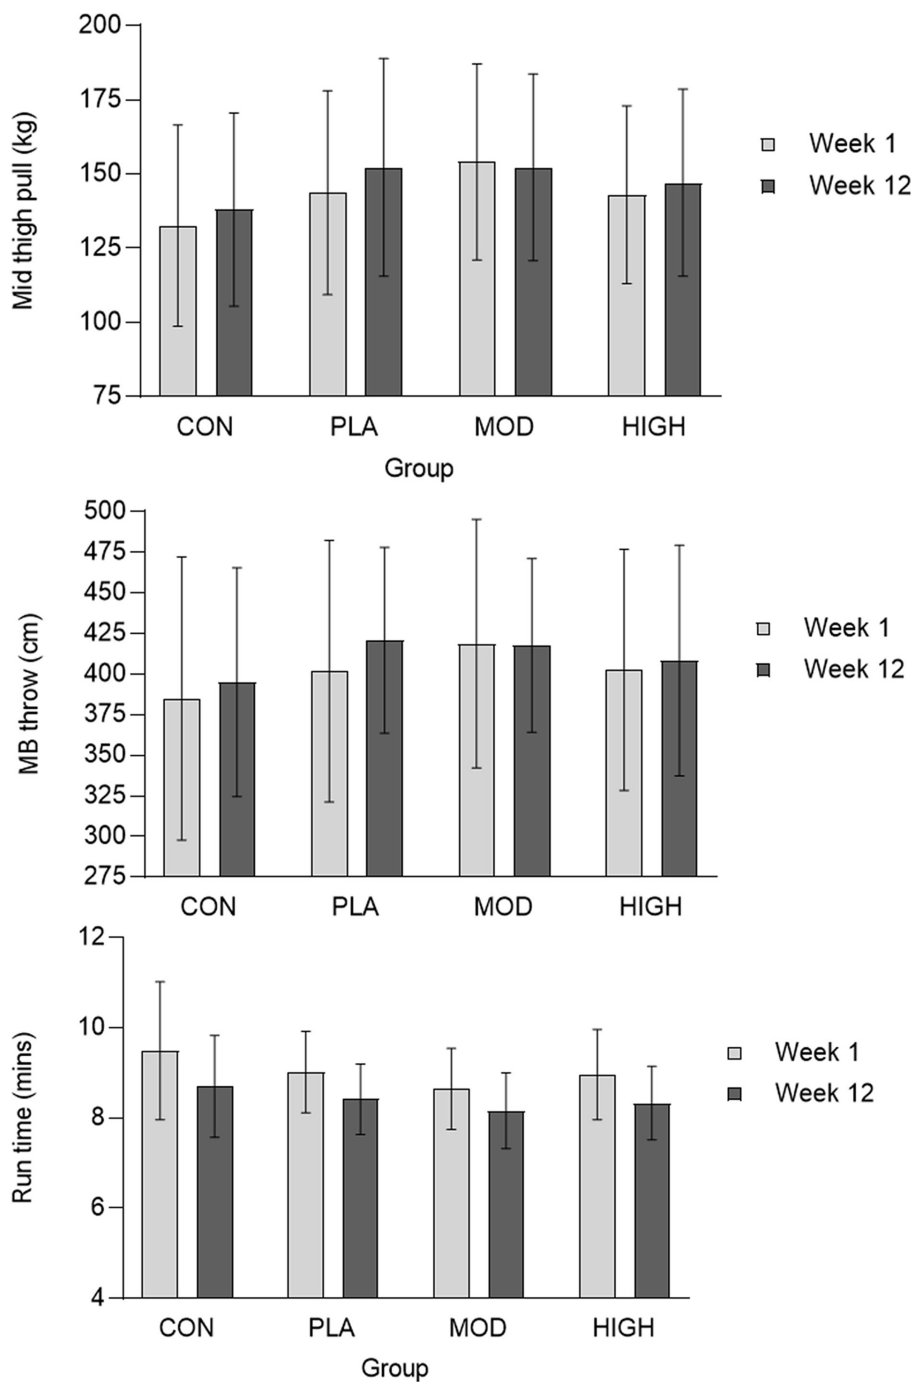 200
175
150
125
100
75
Mid thigh pull (kg)
Week 1
Week 12
CON PLA MOD HIGH
Group
500
475
450
425
400
375
350
325
300
275
MB throw (cm)
Week 1
Week 12
CON PLA MOD HIGH
12
10
8
6
4
Run time (mins)
Week 1
Week 12
CON PLA MOD HIGH
Group